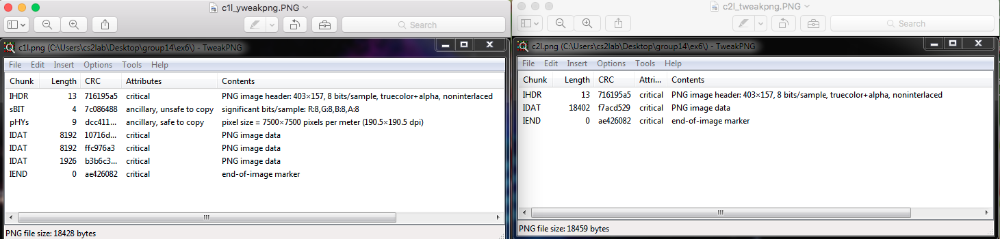 c1l_yweakpng.PNG
Search
c1l.png (C:\Users\cs2lab\Desktop\group14\ex6\) - TweakPNG
File Edit Insert Options Tools Help
Chunk Length CRC Attributes Contents
IHDR 13 716195a5 critical PNG image header: 403×157, 8 bits/sample, truecolor+alpha, noninterlaced
sBIT 4 7c086488 ancillary, unsafe to copy significant bits/sample: R:8,G:8,B:8,A:8
pHYs 9 dcc411... ancillary, safe to copy pixel size = 7500×7500 pixels per meter (190.5×190.5 dpi)
IDAT 8192 10716d... critical PNG image data
IDAT 8192 ffc976a3 critical PNG image data
IDAT 1926 b3b6c3... critical PNG image data
IEND 0 ae426082 critical end-of-image marker
PNG file size: 18428 bytes
c2l_tweakpng.PNG
Search
c2l.png (C:\Users\cs2lab\Desktop\group14\ex6\) - TweakPNG
File Edit Insert Options Tools Help
Chunk Length CRC Attri... Contents
IHDR 13 716195a5 critical PNG image header: 403×157, 8 bits/sample, truecolor+alpha, noninterlaced
IDAT 18402 f7acd529 critical PNG image data
IEND 0 ae426082 critical end-of-image marker
PNG file size: 18459 bytes